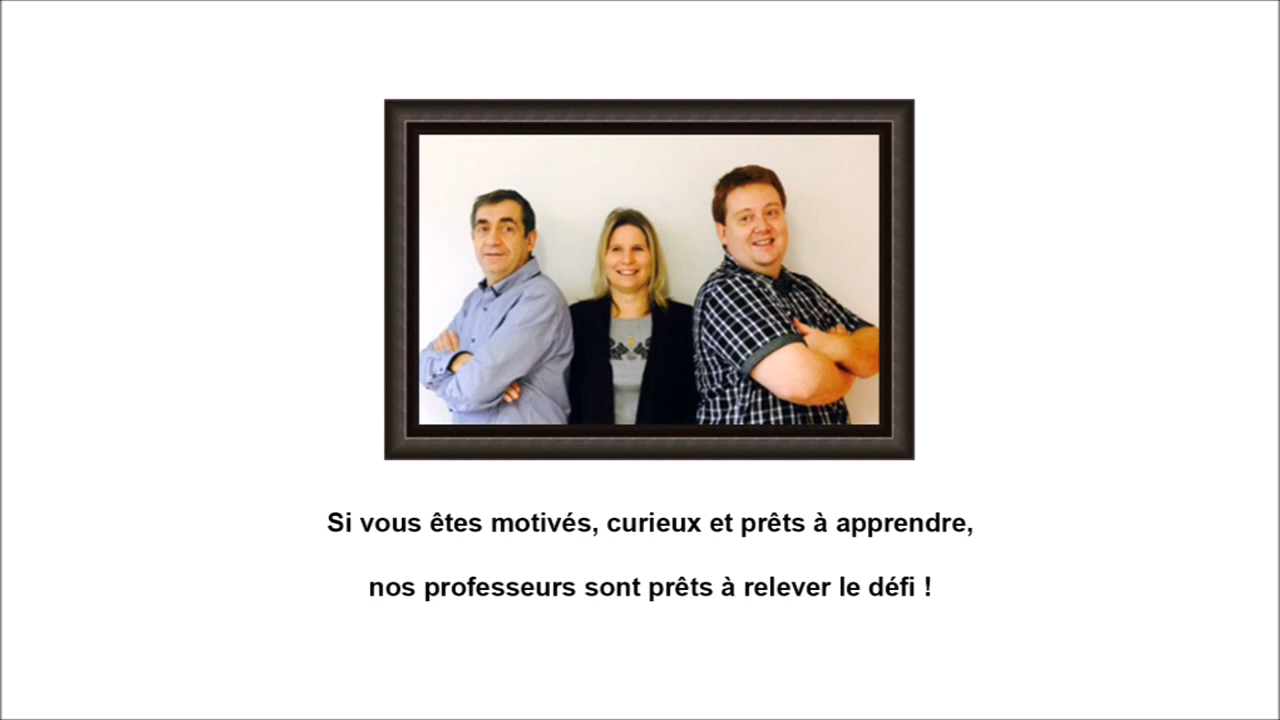 Si vous êtes motivés, curieux et prêts à apprendre,
nos professeurs sont prêts à relever le défi !